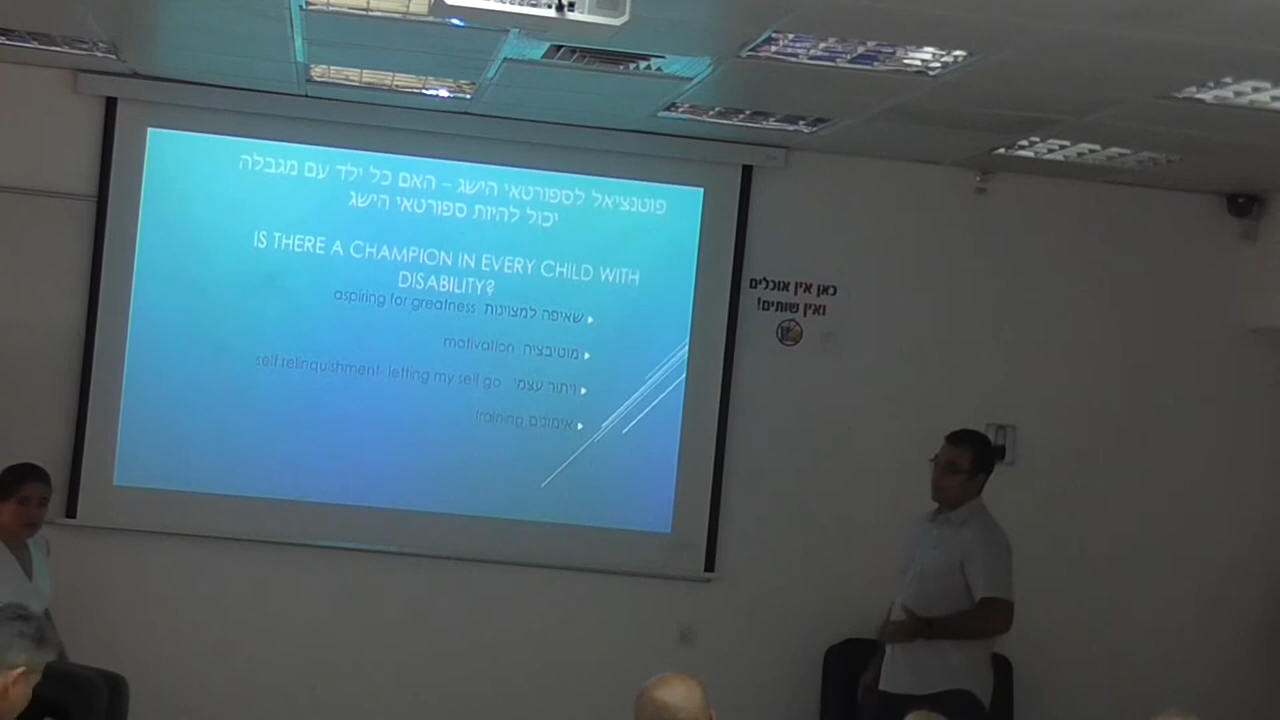 פוטנציאל לספורטאי הישג – האם כל ילד עם מגבלה
יכול להיות ספורטאי הישג
IS THERE A CHAMPION IN EVERY CHILD WITH
DISABILITY?
שאיפה למצוינות aspiring for greatness
מוטיבציה motivation
ויתור עצמי self relinquishment- letting my self go
אימונים training
כאן אין אוכלים
ואין שותים!